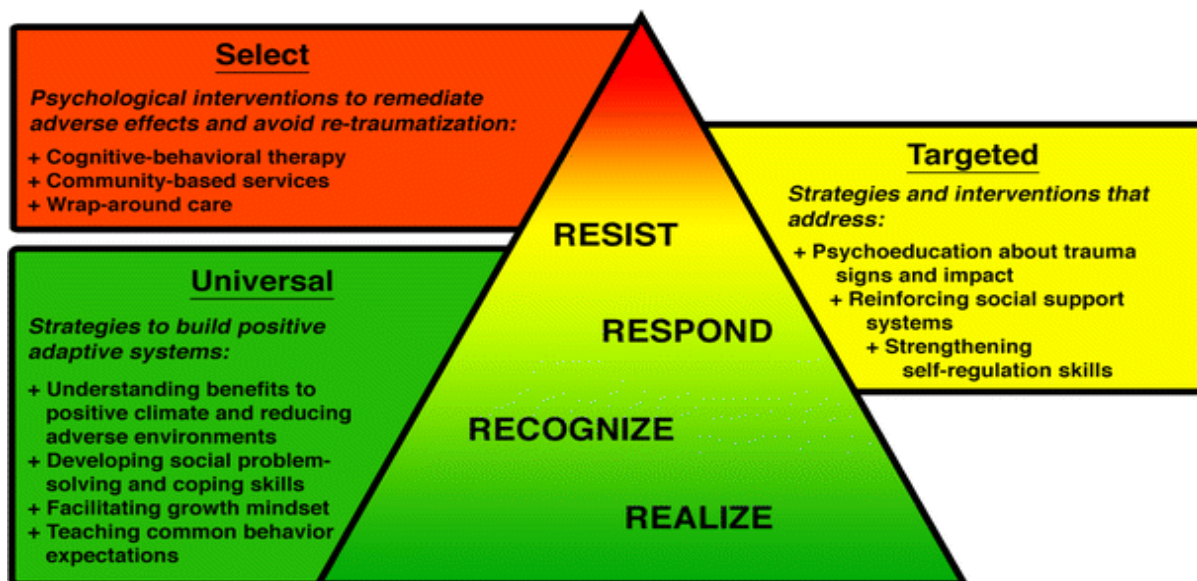 Select
Psychological interventions to remediate
adverse effects and avoid re-traumatization:
+ Cognitive-behavioral therapy
+ Community-based services
+ Wrap-around care
Universal
Strategies to build positive
adaptive systems:
+ Understanding benefits to
positive climate and reducing
adverse environments
+ Developing social problem-
solving and coping skills
+ Facilitating growth mindset
+ Teaching common behavior
expectations
RESIST
RESPOND
RECOGNIZE
REALIZE
Targeted
Strategies and interventions that
address:
+ Psychoeducation about trauma
signs and impact
+ Reinforcing social support
systems
+ Strengthening
self-regulation skills